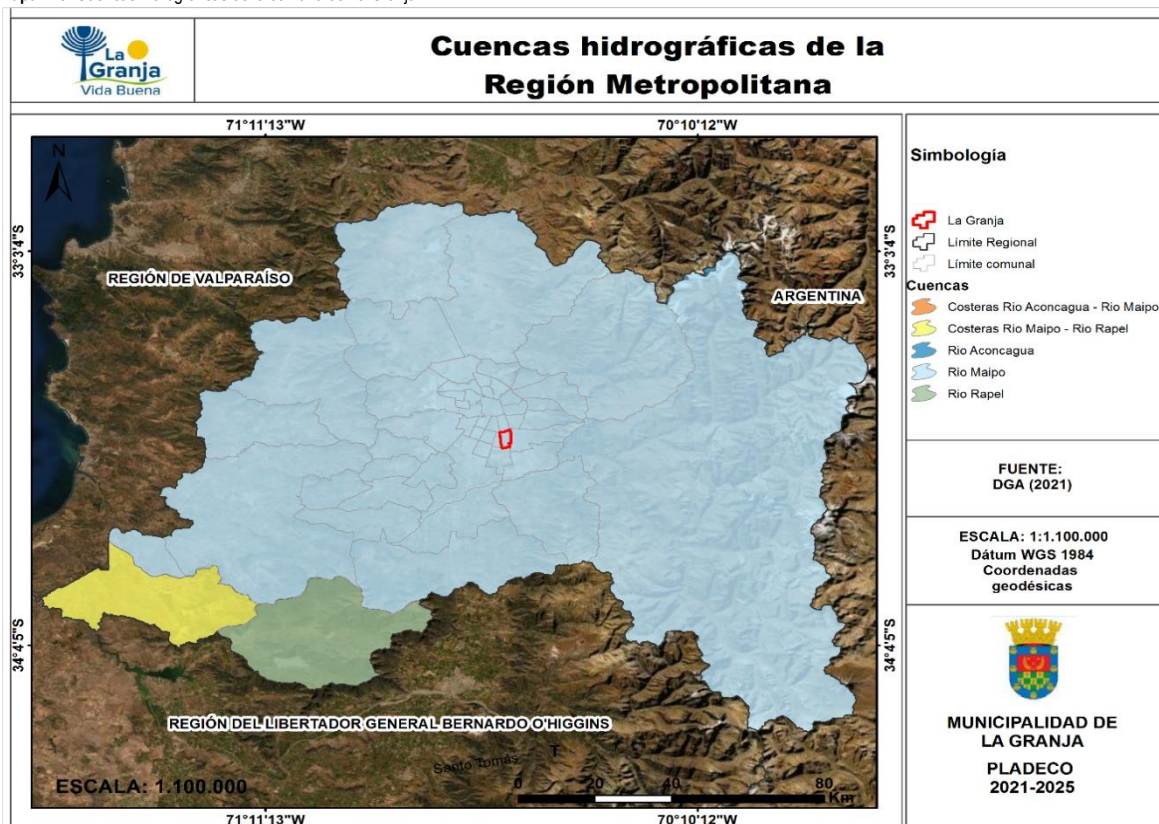 La
Granja
Vida Buena
Cuencas hidrográficas de la
Región Metropolitana
71°11'13"W
70°10'12"W
N
33°3'4"S
33°3'4"S
REGIÓN DE VALPARAÍSO
ARGENTINA
34°4'5"S
34°4'5"S
REGIÓN DEL LIBERTADOR GENERAL BERNARDO O'HIGGINS
T
Santo Tomás
ESCALA: 1.100.000
0 20 40 80
Km
71°11'13"W
70°10'12"W
Simbología
La Granja
Límite Regional
Límite comunal
Cuencas
Costeras Rio Aconcagua - Rio Maipo
Costeras Rio Maipo - Rio Rapel
Rio Aconcagua
Rio Maipo
Rio Rapel
FUENTE:
DGA (2021)
ESCALA: 1:1.100.000
Dátum WGS 1984
Coordenadas
geodésicas
MUNICIPALIDAD DE
LA GRANJA
PLADECO
2021-2025